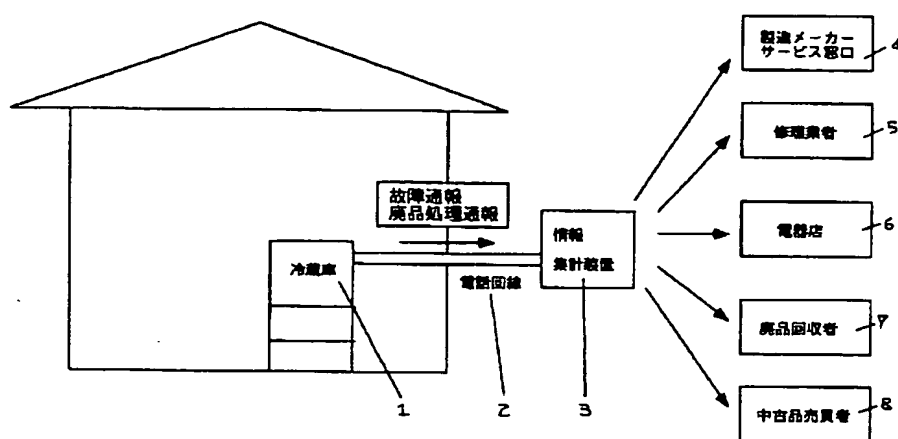 製造メーカー
サービス窓口
4
修理業者
5
故障通報
廃品処理通報
情報
集計装置
電器店
6
冷蔵庫
電話回線
廃品回収者
7
1
2
3
中古品売買者
8